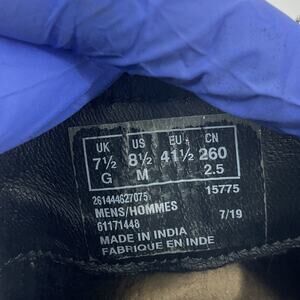 UK US EU CN
7½ 8½ 41½ 260
G M 2.5
15775
261444627075
MENS/HOMMES
61171448 7/19
MADE IN INDIA
FABRIQUE EN INDE